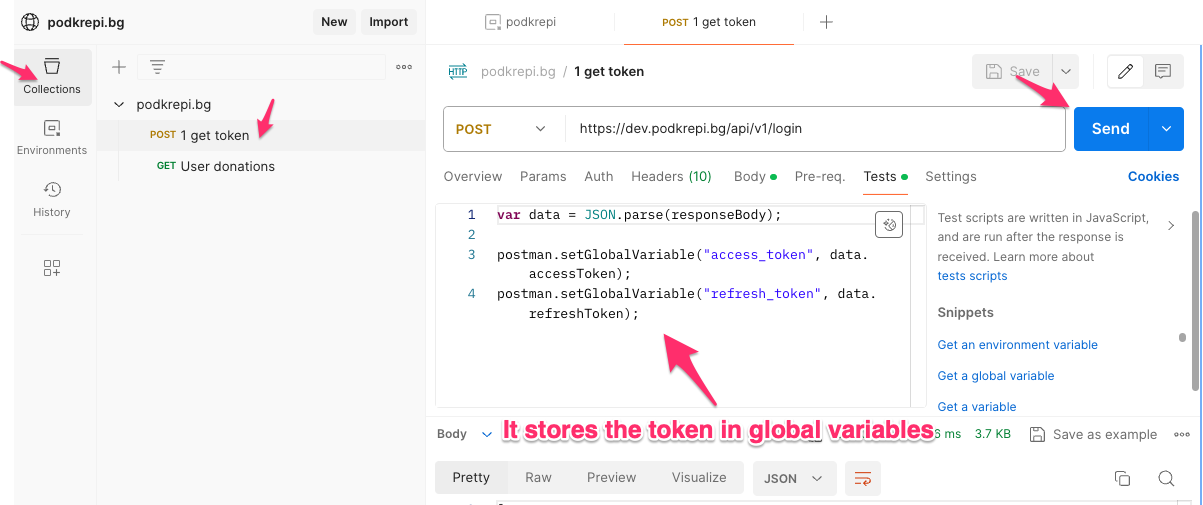 podkrepi.bg
New
Import
podkrepi
POST 1 get token
Collections
Environments
History
podkrepi.bg
POST 1 get token
GET User donations
HTTP podkrepi.bg / 1 get token
Save
POST
https://dev.podkrepi.bg/api/v1/login
Send
Overview Params Auth Headers (10) Body Pre-req. Tests Settings
Cookies
1 var data = JSON.parse(responseBody);
2
3 postman.setGlobalVariable("access_token", data.
accessToken);
4 postman.setGlobalVariable("refresh_token", data.
refreshToken);
Test scripts are written in JavaScript,
and are run after the response is
received. Learn more about
tests scripts
Snippets
Get an environment variable
Get a global variable
Get a variable
It stores the token in global variables
Body
ms 3.7 KB Save as example
Pretty Raw Preview Visualize JSON